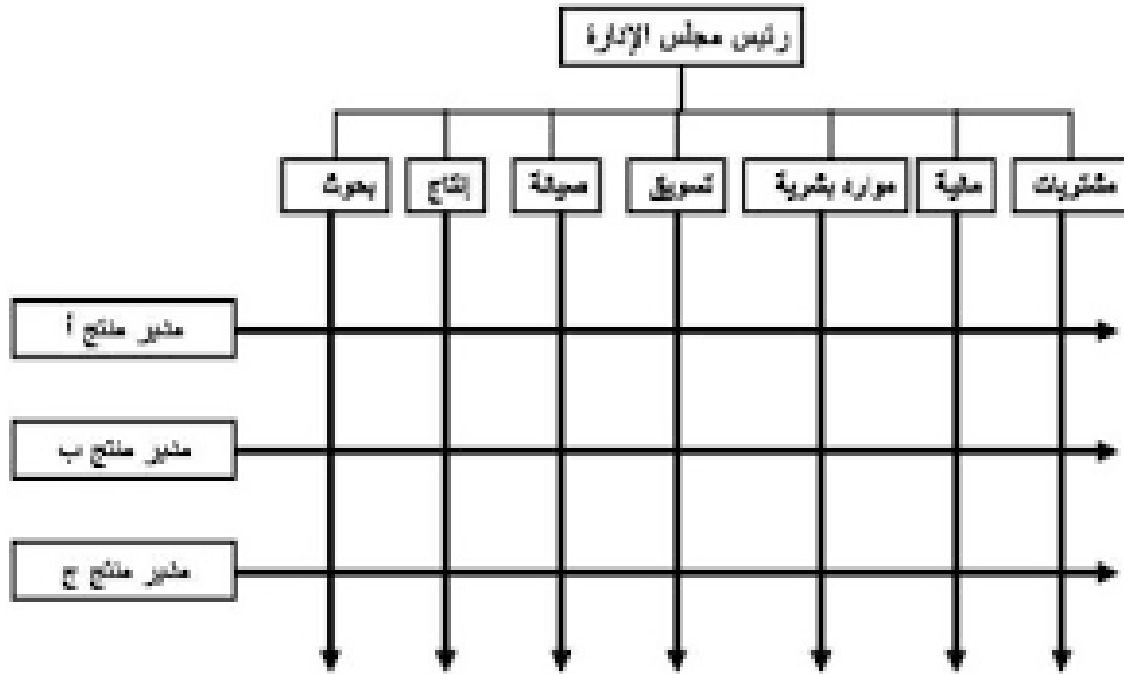 رئيس مجلس الإدارة
مشتريات
مالية
موارد بشرية
تسويق
صيانة
إنتاج
بحوث
مدير منتج أ
مدير منتج ب
مدير منتج ج